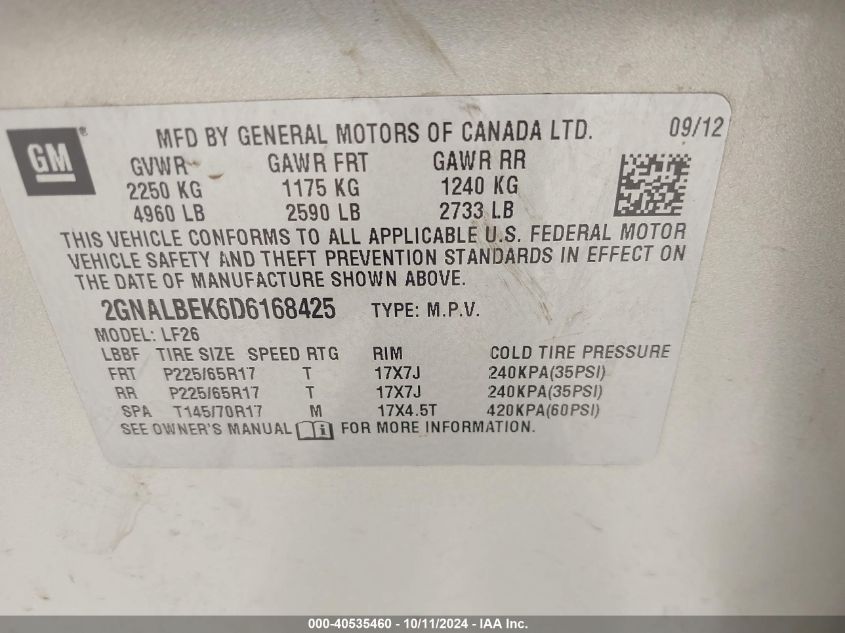 GM ®
MFD BY GENERAL MOTORS OF CANADA LTD. 09/12
GVWR GAWR FRT GAWR RR
2250 KG 1175 KG 1240 KG
4960 LB 2590 LB 2733 LB
THIS VEHICLE CONFORMS TO ALL APPLICABLE U.S. FEDERAL MOTOR
VEHICLE SAFETY AND THEFT PREVENTION STANDARDS IN EFFECT ON
THE DATE OF MANUFACTURE SHOWN ABOVE.
2GNALBEK6D6168425 TYPE: M.P.V.
MODEL: LF26
LBBF TIRE SIZE SPEED RTG RIM COLD TIRE PRESSURE
FRT P225/65R17 T 17X7J 240KPA(35PSI)
RR P225/65R17 T 17X7J 240KPA(35PSI)
SPA T145/70R17 M 17X4.5T 420KPA(60PSI)
SEE OWNER'S MANUAL FOR MORE INFORMATION.
000-40535460 - 10/11/2024 - IAA Inc.